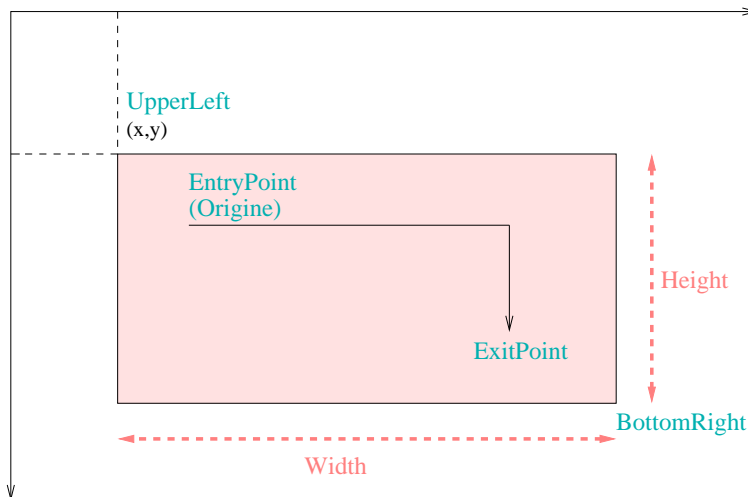 UpperLeft
(x,y)
EntryPoint
(Origine)
Height
ExitPoint
BottomRight
Width